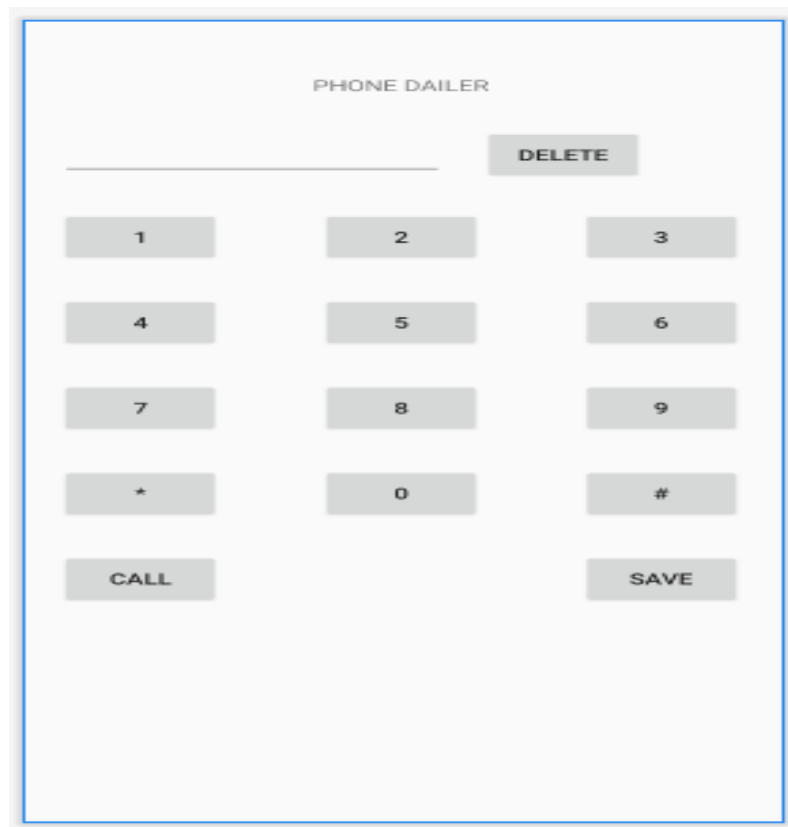 PHONE DAILER
DELETE
1 2 3
4 5 6
7 8 9
* 0 #
CALL SAVE